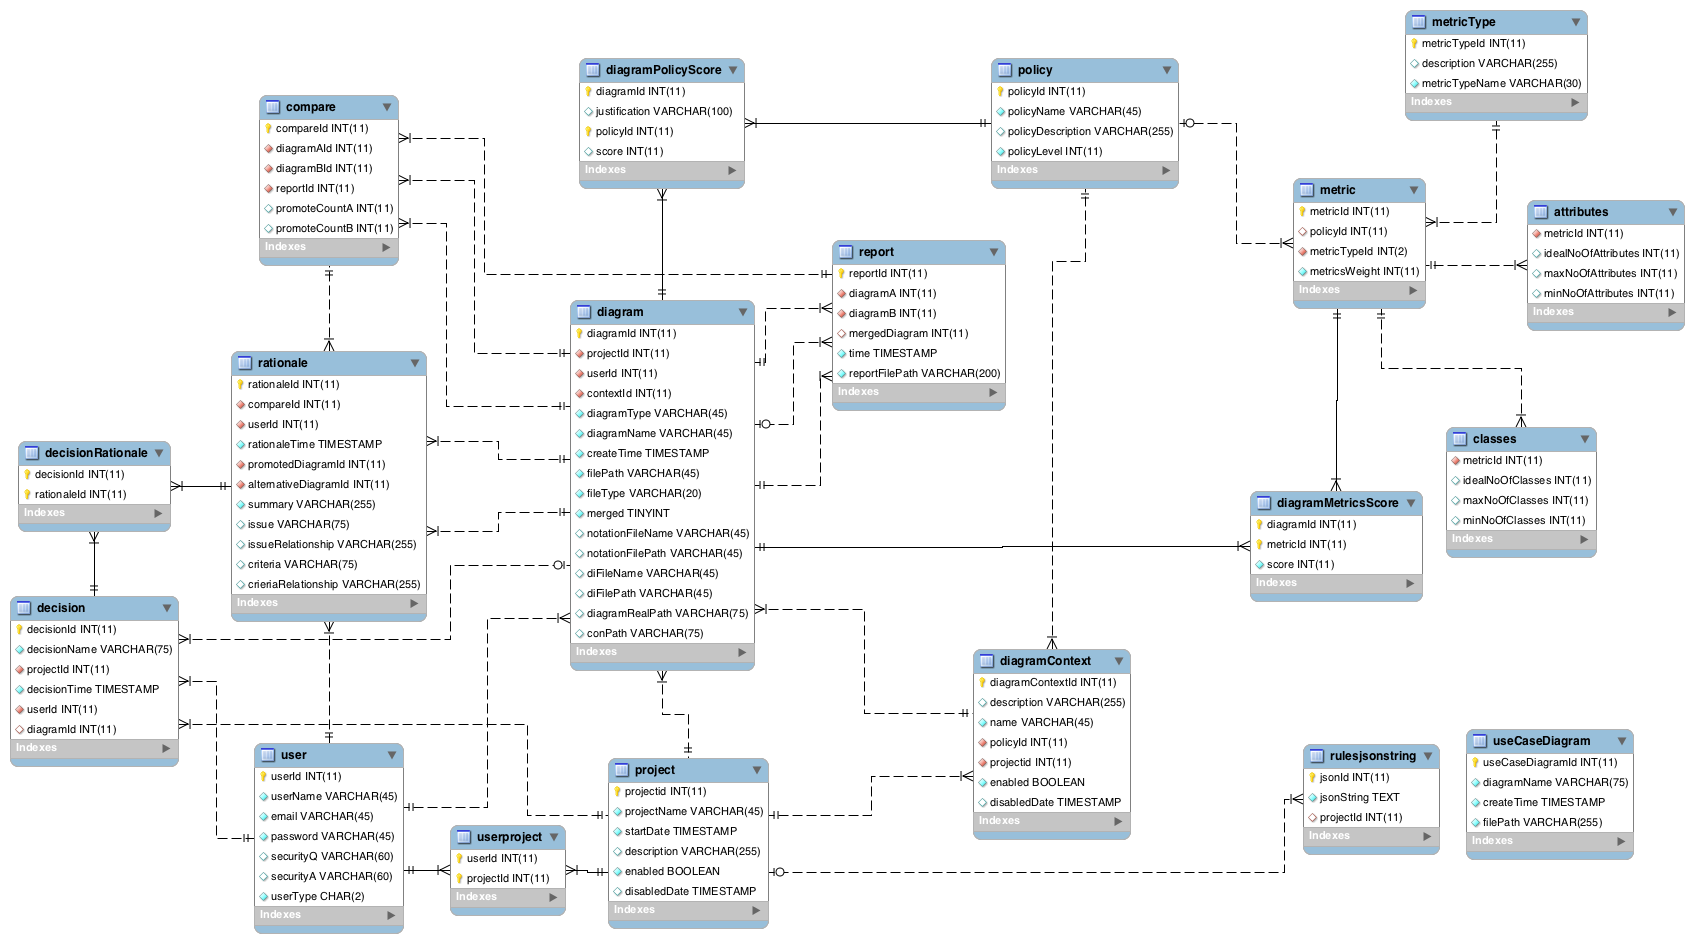 metricType
metricTypeId INT(11)
description VARCHAR(255)
metricTypeName VARCHAR(30)
Indexes
diagramPolicyScore
diagramId INT(11)
justification VARCHAR(100)
policyId INT(11)
score INT(11)
Indexes
policy
policyId INT(11)
policyName VARCHAR(45)
policyDescription VARCHAR(255)
policyLevel INT(11)
Indexes
compare
compareId INT(11)
diagramAId INT(11)
diagramBId INT(11)
reportId INT(11)
promoteCountA INT(11)
promoteCountB INT(11)
Indexes
metric
metricId INT(11)
policyId INT(11)
metricTypeId INT(2)
metricsWeight INT(11)
Indexes
attributes
metricId INT(11)
idealNoOfAttributes INT(11)
maxNoOfAttributes INT(11)
minNoOfAttributes INT(11)
Indexes
report
reportId INT(11)
diagramA INT(11)
diagramB INT(11)
mergedDiagram INT(11)
time TIMESTAMP
reportFilePath VARCHAR(200)
Indexes
diagram
diagramId INT(11)
projectId INT(11)
userId INT(11)
contextId INT(11)
diagramType VARCHAR(45)
diagramName VARCHAR(45)
createTime TIMESTAMP
filePath VARCHAR(45)
fileType VARCHAR(20)
merged TINYINT
notationFileName VARCHAR(45)
notationFilePath VARCHAR(45)
diFileName VARCHAR(45)
diFilePath VARCHAR(45)
diagramRealPath VARCHAR(75)
conPath VARCHAR(75)
Indexes
rationale
rationaleId INT(11)
compareId INT(11)
userId INT(11)
rationaleTime TIMESTAMP
promotedDiagramId INT(11)
alternativeDiagramId INT(11)
summary VARCHAR(255)
issue VARCHAR(75)
issueRelationship VARCHAR(255)
criteria VARCHAR(75)
crieriaRelationship VARCHAR(255)
Indexes
decisionRationale
decisionId INT(11)
rationaleId INT(11)
Indexes
classes
metricId INT(11)
idealNoOfClasses INT(11)
maxNoOfClasses INT(11)
minNoOfClasses INT(11)
Indexes
diagramMetricsScore
diagramId INT(11)
metricId INT(11)
score INT(11)
Indexes
decision
decisionId INT(11)
decisionName VARCHAR(75)
projectId INT(11)
decisionTime TIMESTAMP
userId INT(11)
diagramId INT(11)
Indexes
diagramContext
diagramContextId INT(11)
description VARCHAR(255)
name VARCHAR(45)
policyId INT(11)
projectid INT(11)
enabled BOOLEAN
disabledDate TIMESTAMP
Indexes
user
userId INT(11)
userName VARCHAR(45)
email VARCHAR(45)
password VARCHAR(45)
securityQ VARCHAR(60)
securityA VARCHAR(60)
userType CHAR(2)
Indexes
userproject
userId INT(11)
projectId INT(11)
Indexes
project
projectid INT(11)
projectName VARCHAR(45)
startDate TIMESTAMP
description VARCHAR(255)
enabled BOOLEAN
disabledDate TIMESTAMP
Indexes
rulesjsonstring
jsonId INT(11)
jsonString TEXT
projectId INT(11)
Indexes
useCaseDiagram
useCaseDiagramId INT(11)
diagramName VARCHAR(75)
createTime TIMESTAMP
filePath VARCHAR(255)
Indexes